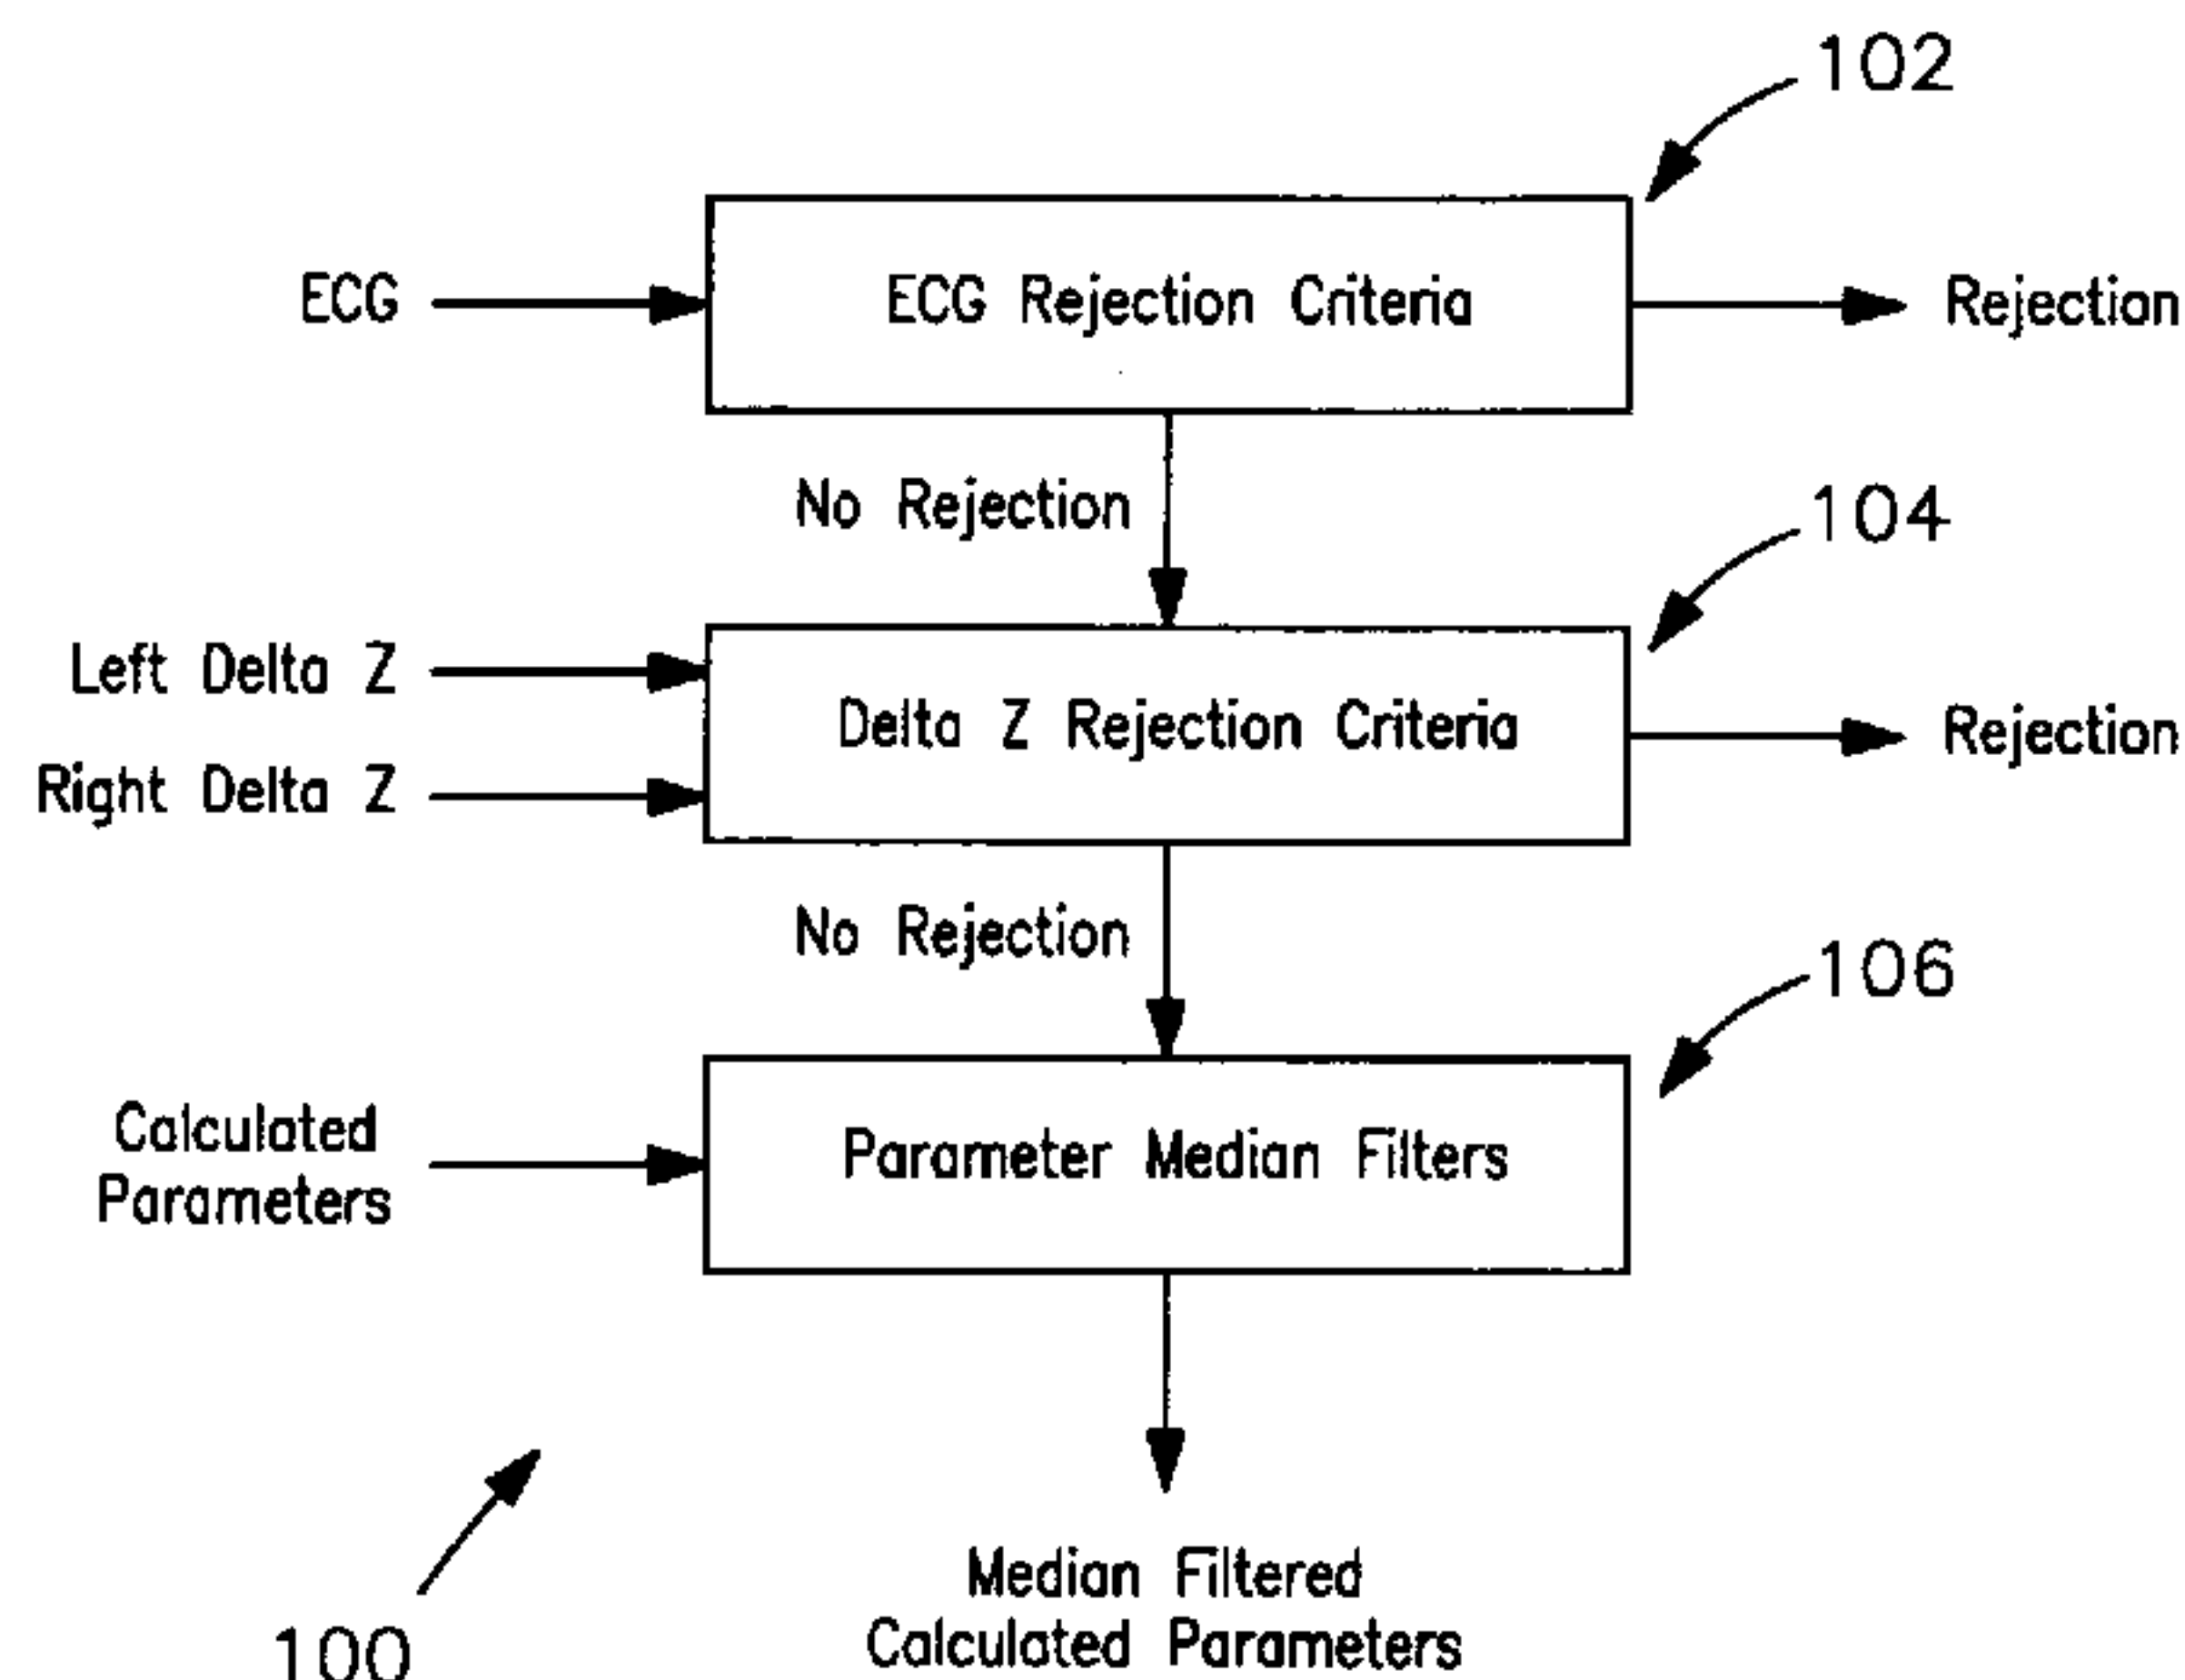 102
ECG
ECG Rejection Criteria
Rejection
No Rejection
104
Left Delta Z
Right Delta Z
Delta Z Rejection Criteria
Rejection
No Rejection
106
Calculated
Parameters
Parameter Median Filters
100
Median Filtered
Calculated Parameters